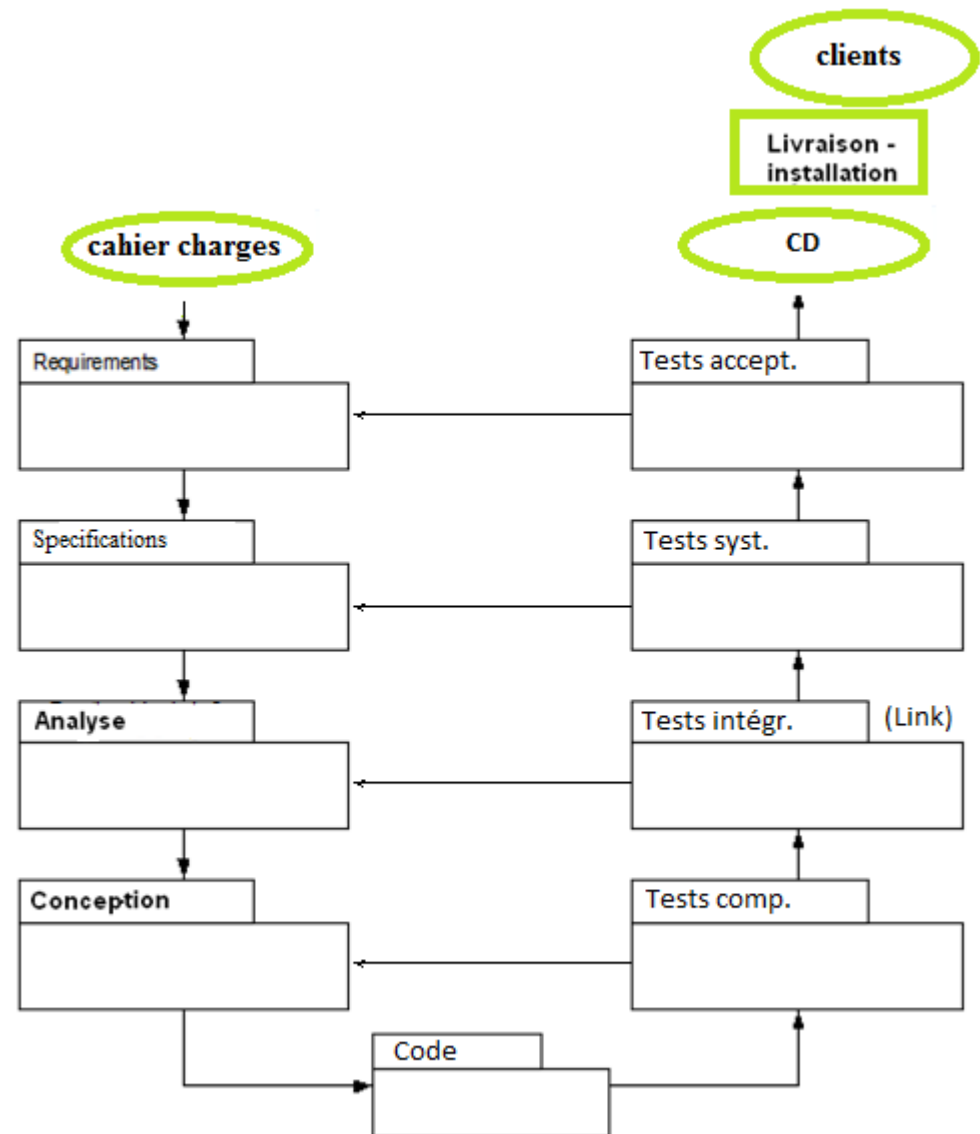 clients
Livraison -
installation
cahier charges
CD
Requirements
Tests accept.
Specifications
Tests syst.
Analyse
Tests intégr.
(Link)
Conception
Tests comp.
Code